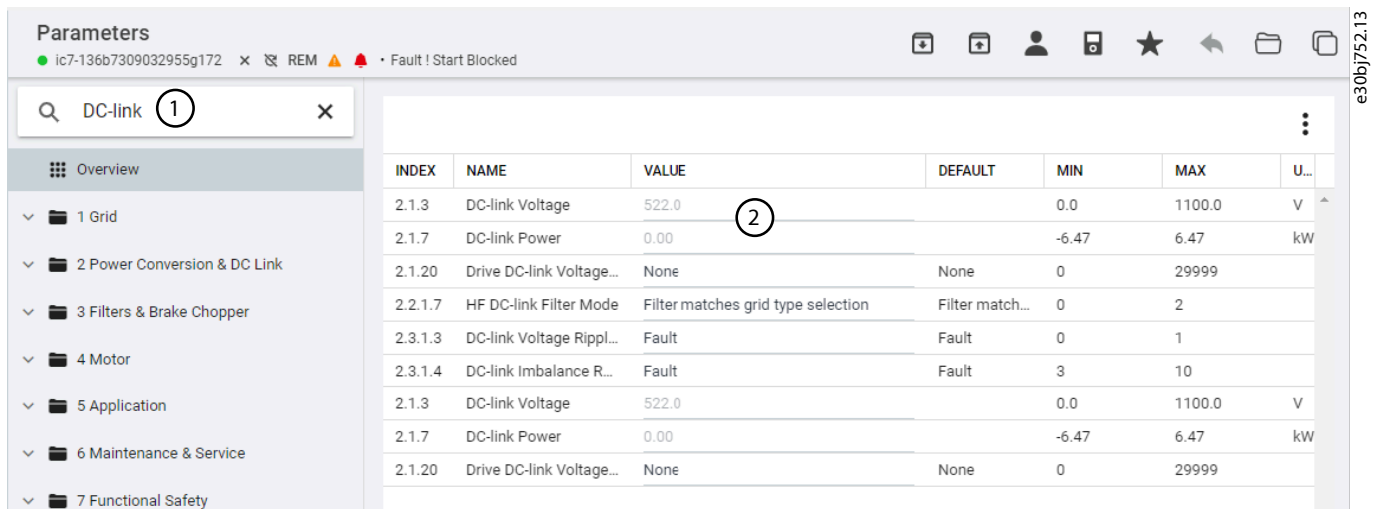 Parameters
ic7-136b7309032955g172 REM • Fault ! Start Blocked
e30bj752.13
DC-link 1
Overview
1 Grid
2 Power Conversion & DC Link
3 Filters & Brake Chopper
4 Motor
5 Application
6 Maintenance & Service
7 Functional Safety
INDEX NAME VALUE DEFAULT MIN MAX U...
2.1.3 DC-link Voltage 522.0 0.0 1100.0 V
2
2.1.7 DC-link Power 0.00 -6.47 6.47 kW
2.1.20 Drive DC-link Voltage... None None 0 29999
2.2.1.7 HF DC-link Filter Mode Filter matches grid type selection Filter match... 0 2
2.3.1.3 DC-link Voltage Rippl... Fault Fault 0 1
2.3.1.4 DC-link Imbalance R... Fault Fault 3 10
2.1.3 DC-link Voltage 522.0 0.0 1100.0 V
2.1.7 DC-link Power 0.00 -6.47 6.47 kW
2.1.20 Drive DC-link Voltage... None None 0 29999